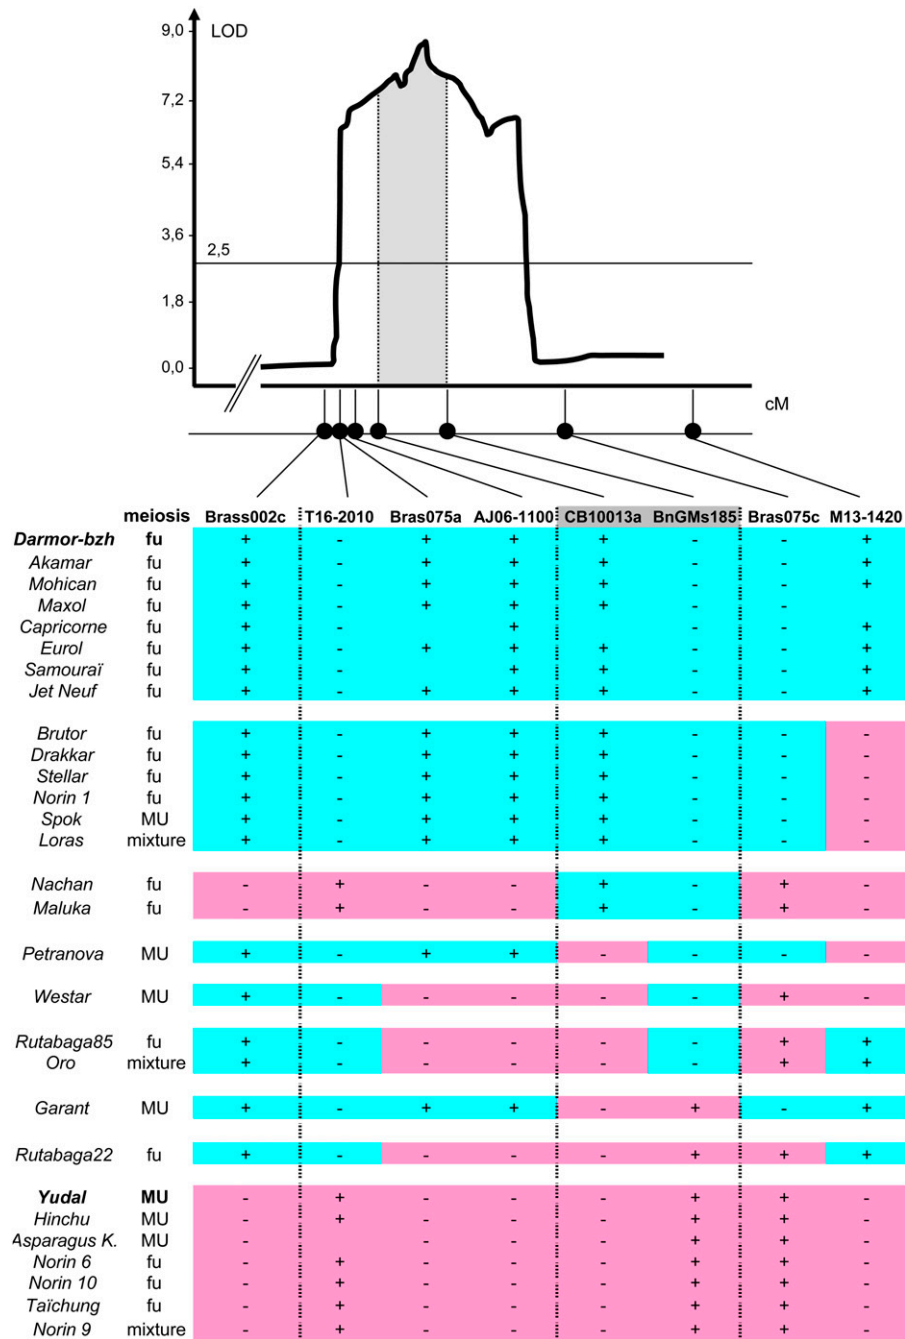 9,0 LOD
7,2
5,4
3,6
2,5
1,8
0,0
cM
meiosis Brass002c T16-2010 Bras075a AJ06-1100 CB10013a BnGMs185 Bras075c M13-1420
Darmor-bzh fu + - + + + - - +
Akamar fu + - + + + - - +
Mohican fu + - + + + - - +
Maxol fu + - + + + - -
Capricorne fu + - + - - +
Eurol fu + - + + + - - +
Samouraï fu + - + + - - +
Jet Neuf fu + - + + + - - +
Brutor fu + - + + + - - -
Drakkar fu + - + + + - - -
Stellar fu + - + + + - - -
Norin 1 fu + - + + + - - -
Spok MU + - + + + - - -
Loras mixture + - + + + - - -
Nachan fu - + - - + - + -
Maluka fu - + - - + - + -
Petranova MU + - + + - - - -
Westar MU + - - - - - + -
Rutabaga85 fu + - - - - - + +
Oro mixture + - - - - - + +
Garant MU + - + + - + - +
Rutabaga22 fu + - - - - + + +
Yudal MU - + - - - + + -
Hinchu MU - + - - - + + -
Asparagus K. MU - - - - + + -
Norin 6 fu - + - - - + + -
Norin 10 fu - + - - - + + -
Taïchung fu - + - - - + + -
Norin 9 mixture - + - - - + + -